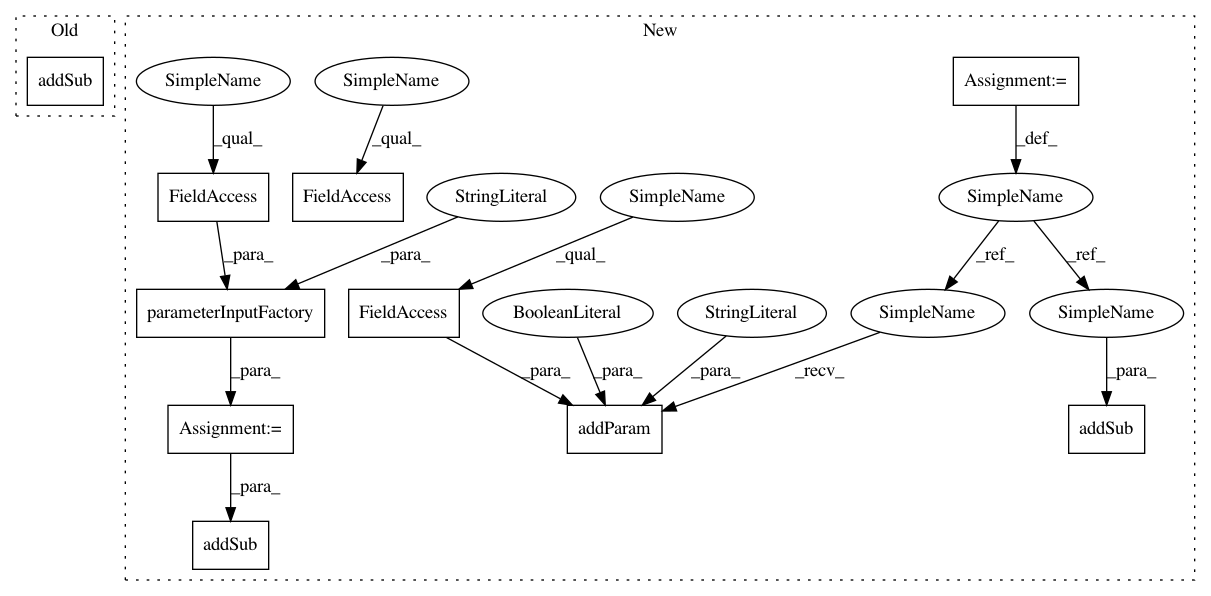 Old
New
addSub
SimpleName
SimpleName
Assignment:=
_qual_
_qual_
_def_
FieldAccess
FieldAccess
StringLiteral
SimpleName
SimpleName
_para_
_para_
_qual_
_ref_
_ref_
parameterInputFactory
FieldAccess
BooleanLiteral
StringLiteral
SimpleName
SimpleName
_para_
_para_
_para_
_para_
_recv_
_para_
Assignment:=
addParam
addSub
_para_
addSub